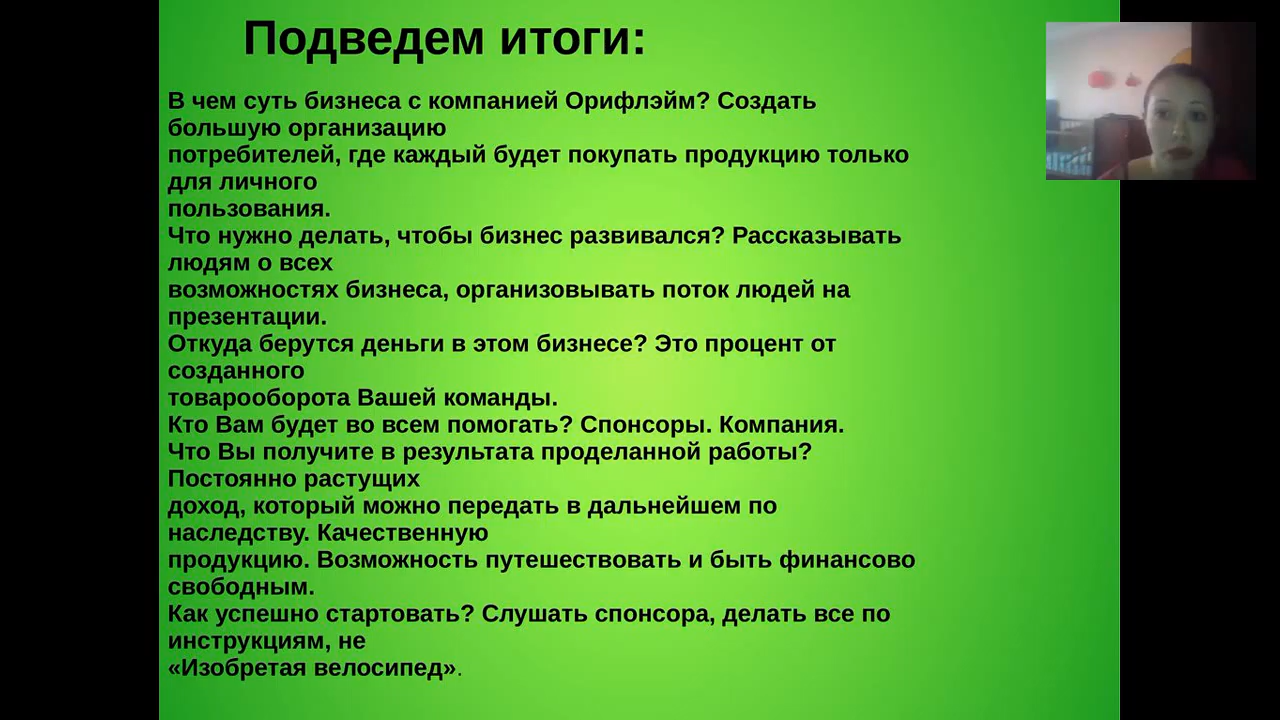 Подведем итоги:
В чем суть бизнеса с компанией Орифлэйм? Создать
большую организацию
потребителей, где каждый будет покупать продукцию только
для личного
пользования.
Что нужно делать, чтобы бизнес развивался? Рассказывать
людям о всех
возможностях бизнеса, организовывать поток людей на
презентации.
Откуда берутся деньги в этом бизнесе? Это процент от
созданного
товарооборота Вашей команды.
Кто Вам будет во всем помогать? Спонсоры. Компания.
Что Вы получите в результата проделанной работы?
Постоянно растущих
доход, который можно передать в дальнейшем по
наследству. Качественную
продукцию. Возможность путешествовать и быть финансово
свободным.
Как успешно стартовать? Слушать спонсора, делать все по
инструкциям, не
«Изобретая велосипед».